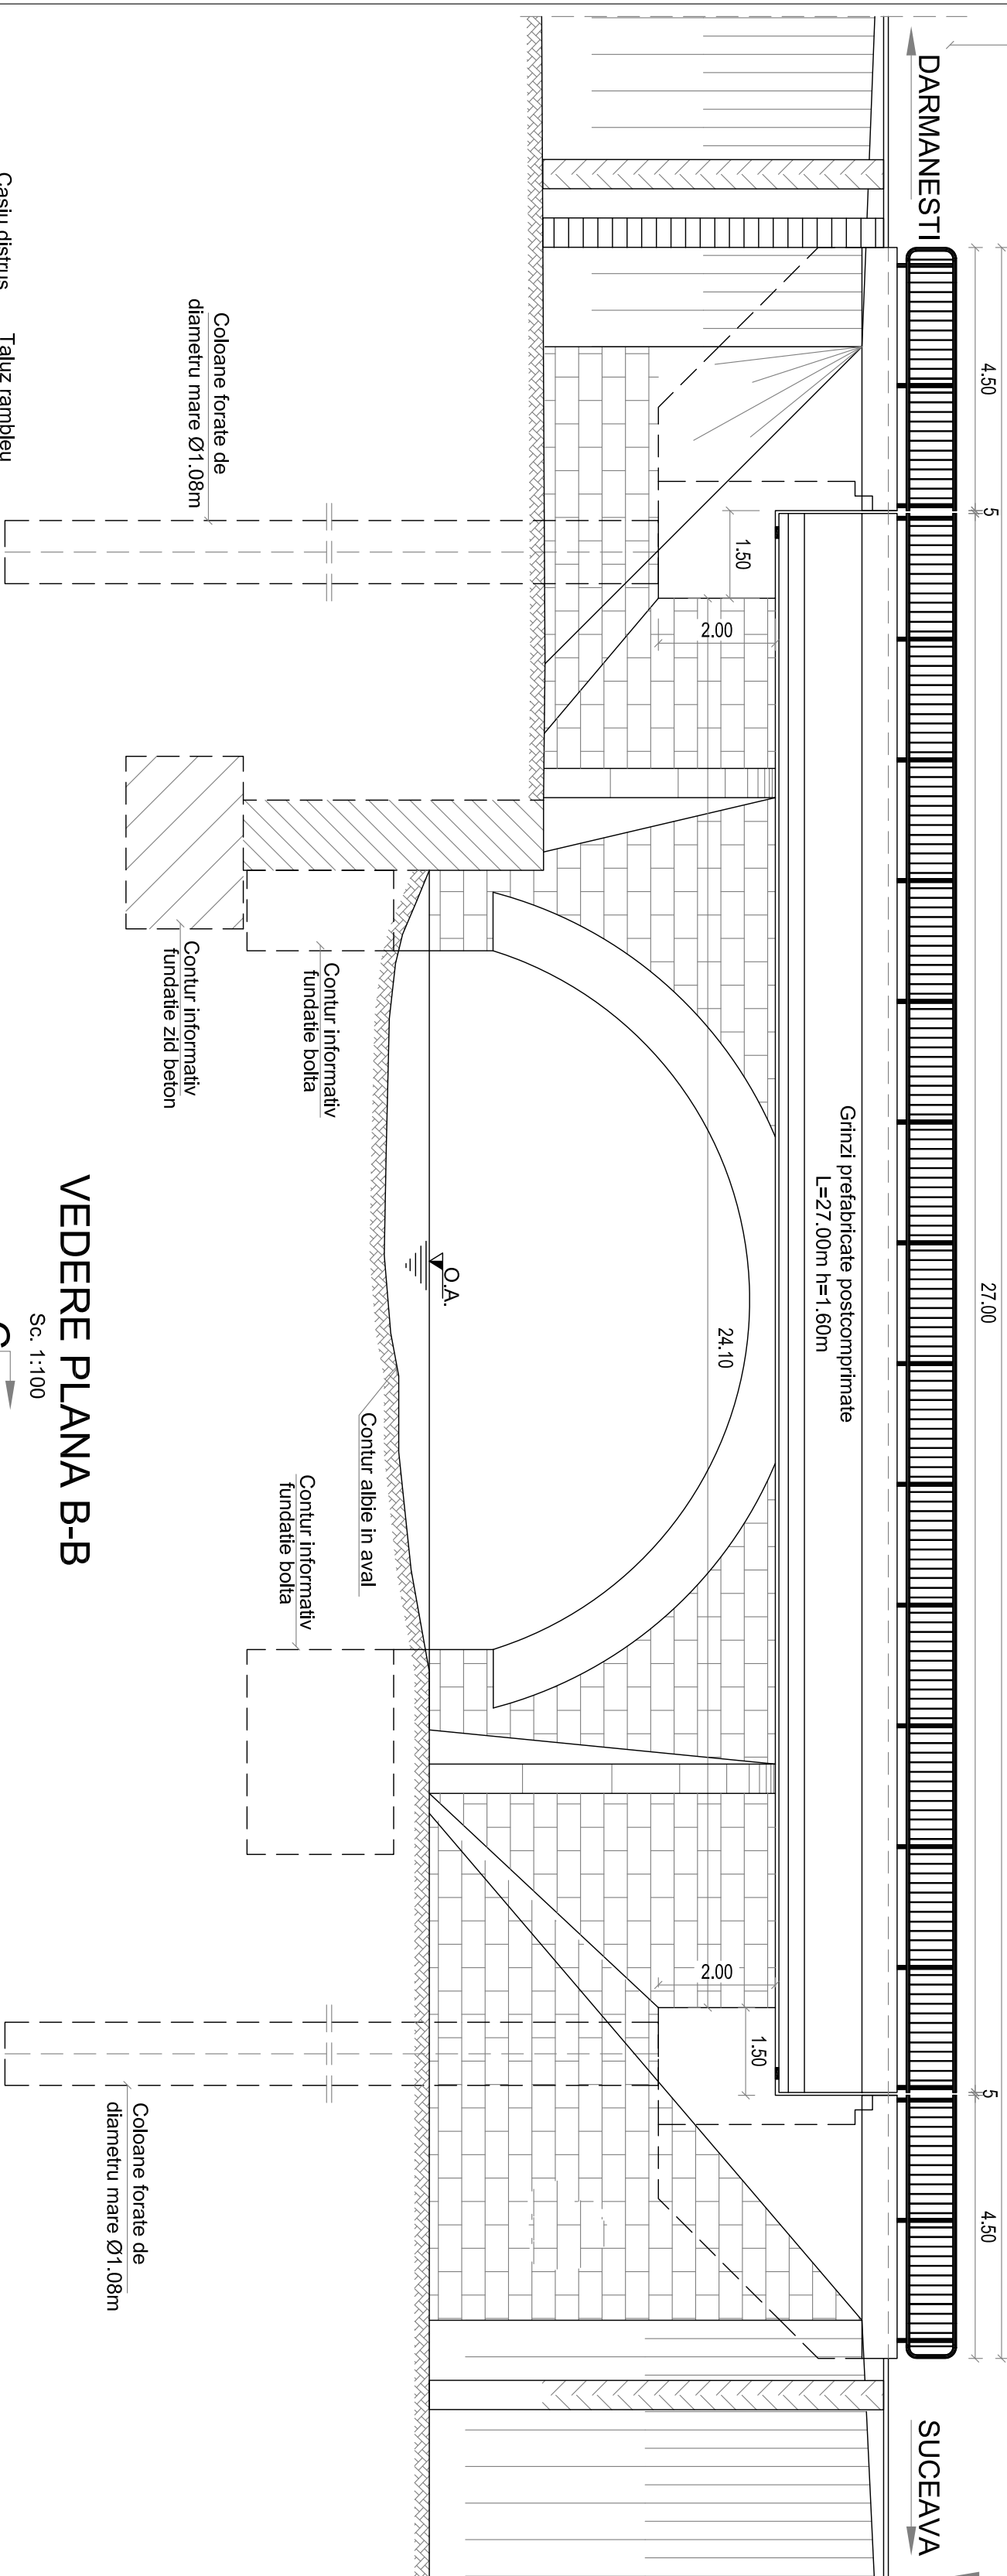 DARMANESTI
SUCEAVA
4.50
5
27.00
5
4.50
Grinzi prefabricate postcomprimate
L=27.00m h=1.60m
1.50
2.00
24.10
2.00
1.50
O.A.
Contur albie in aval
Coloane forate de
diametru mare Ø1.08m
Contur informativ
fundatie bolta
Contur informativ
fundatie zid beton
Contur informativ
fundatie bolta
Coloane forate de
diametru mare Ø1.08m
VEDERE PLANA B-B
Sc. 1:100
C
Casiu distrus
Taluz rambleu